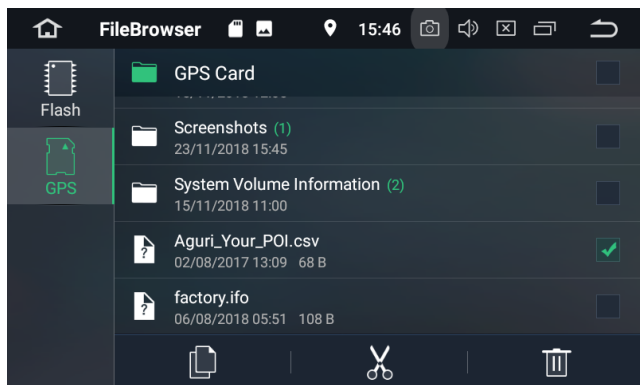 FileBrowser 15:46
Flash
GPS
GPS Card
Screenshots (1)
23/11/2018 15:45
System Volume Information (2)
15/11/2018 11:00
Aguri_Your_POI.csv
02/08/2017 13:09 68 B
factory.ifo
06/08/2018 05:51 108 B